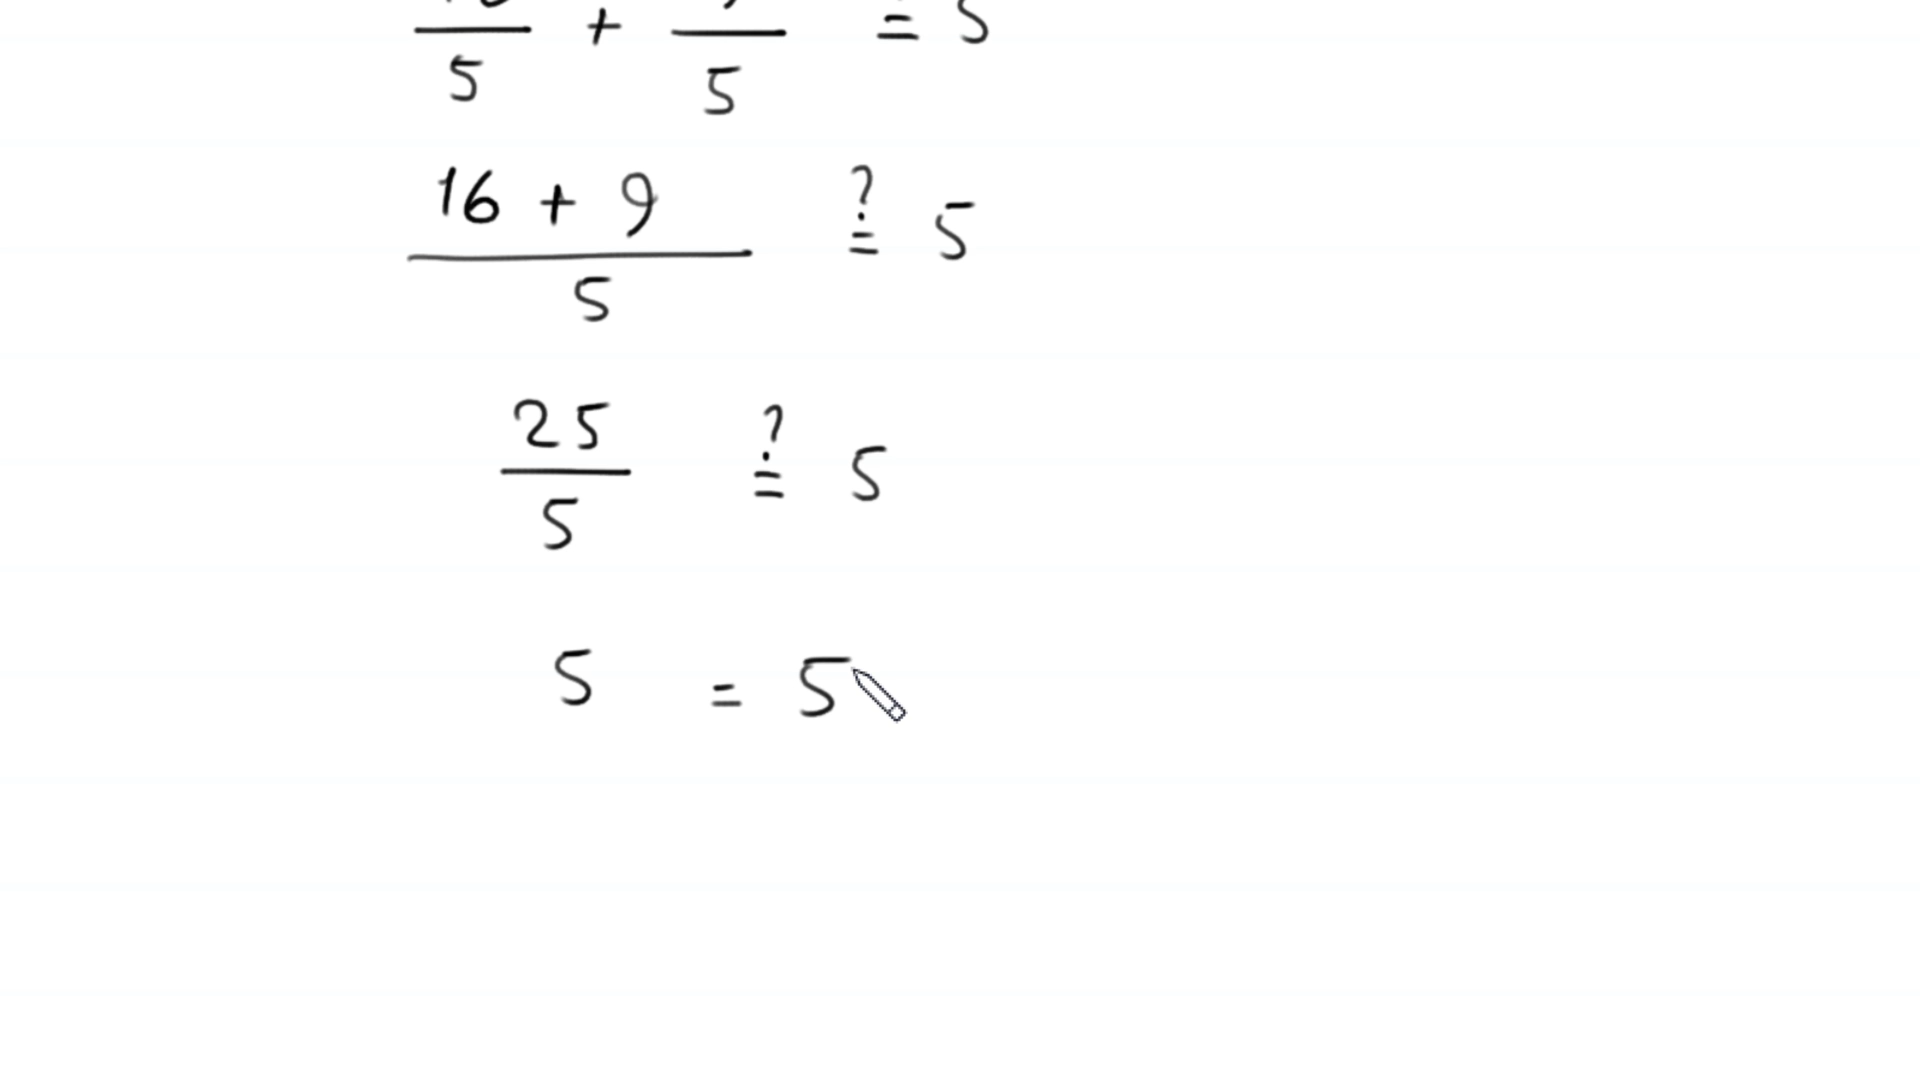 /5 + /5 = 5
(16 + 9)/5 ≟ 5
25/5 ≟ 5
5 = 5